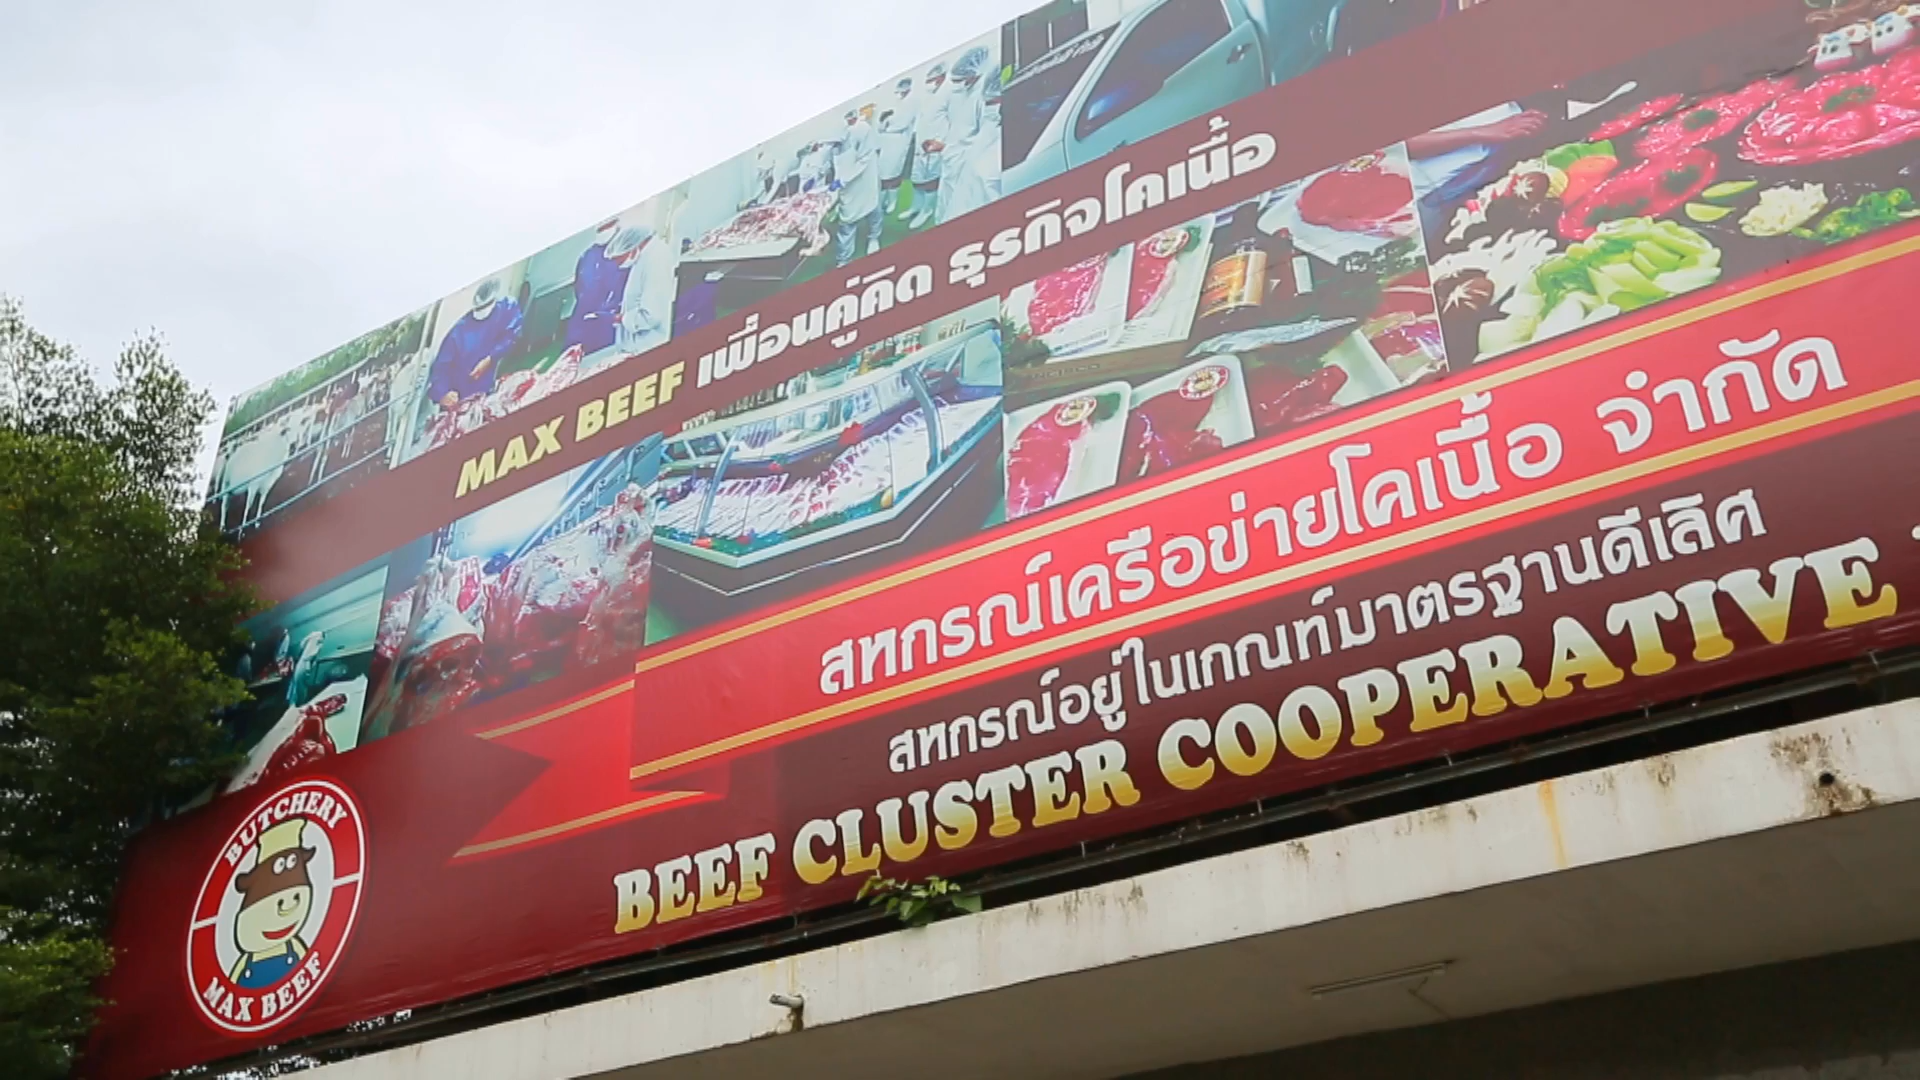 MAX BEEF เพื่อนคู่คิด ธุรกิจโคเนื้อ
สหกรณ์เครือข่ายโคเนื้อ จำกัด
สหกรณ์อยู่ในเกณฑ์มาตรฐานดีเลิศ
BEEF CLUSTER COOPERATIVE
BUTCHERY
MAX BEEF